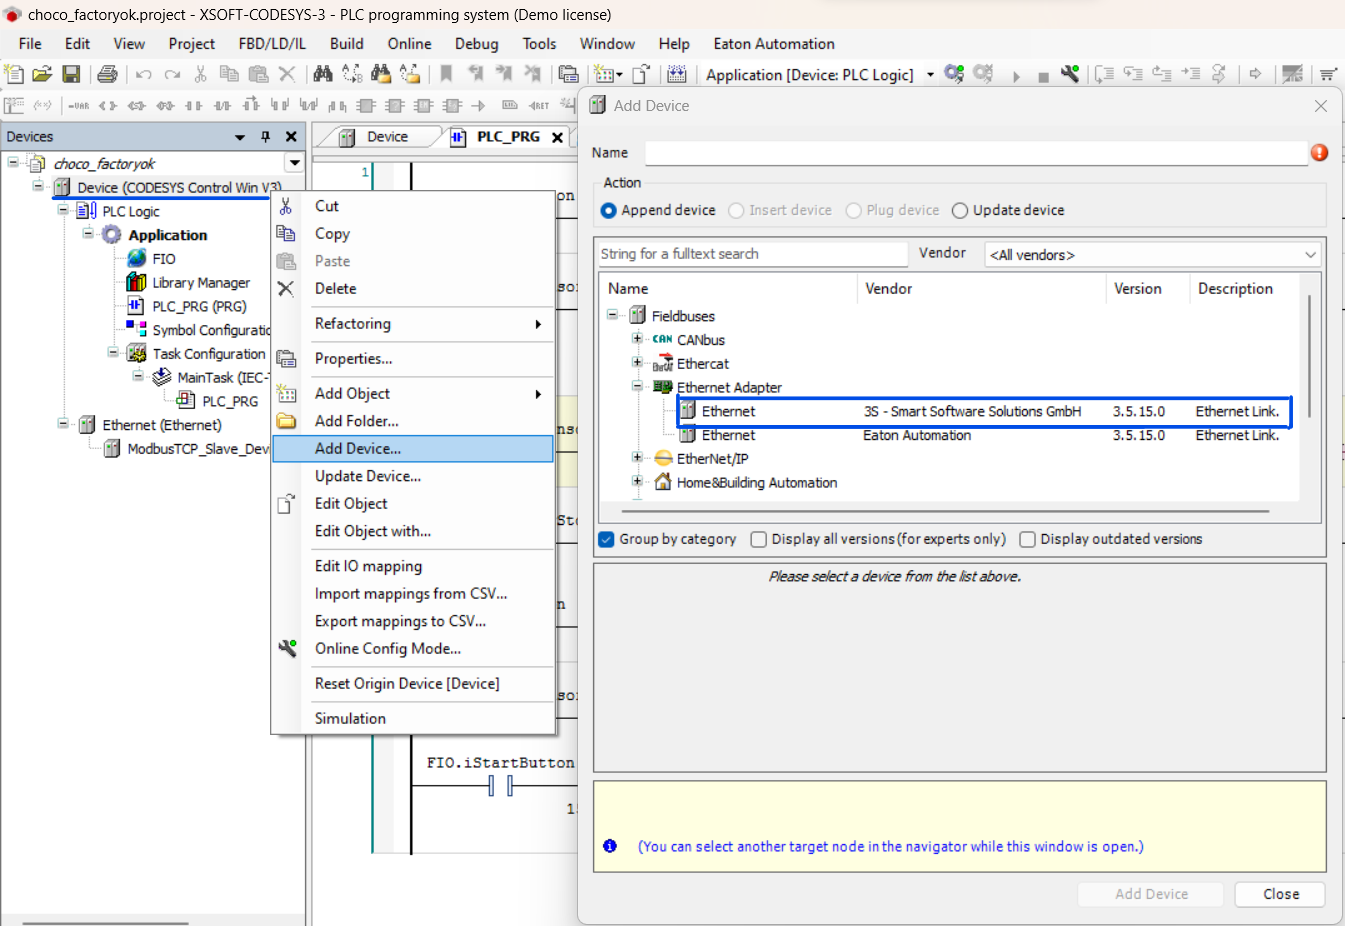 choco_factoryok.project - XSOFT-CODESYS-3 - PLC programming system (Demo license)
File Edit View Project FBD/LD/IL Build Online Debug Tools Window Help Eaton Automation
Application [Device: PLC Logic]
Devices
choco_factoryok
Device (CODESYS Control Win V3)
PLC Logic
Application
FIO
Library Manager
PLC_PRG (PRG)
Symbol Configuratio
Task Configuration
MainTask (IEC-
PLC_PRG
Ethernet (Ethernet)
ModbusTCP_Slave_Dev
Device PLC_PRG
1
FIO.iStartButton
Cut
Copy
Paste
Delete
Refactoring
Properties...
Add Object
Add Folder...
Add Device...
Update Device...
Edit Object
Edit Object with...
Edit IO mapping
Import mappings from CSV...
Export mappings to CSV...
Online Config Mode...
Reset Origin Device [Device]
Simulation
Add Device
Name
Action
Append device Insert device Plug device Update device
String for a fulltext search Vendor <All vendors>
Name Vendor Version Description
Fieldbuses
CANbus
Ethercat
Ethernet Adapter
Ethernet 3S - Smart Software Solutions GmbH 3.5.15.0 Ethernet Link.
Ethernet Eaton Automation 3.5.15.0 Ethernet Link.
EtherNet/IP
Home&Building Automation
Group by category Display all versions (for experts only) Display outdated versions
Please select a device from the list above.
(You can select another target node in the navigator while this window is open.)
Add Device Close